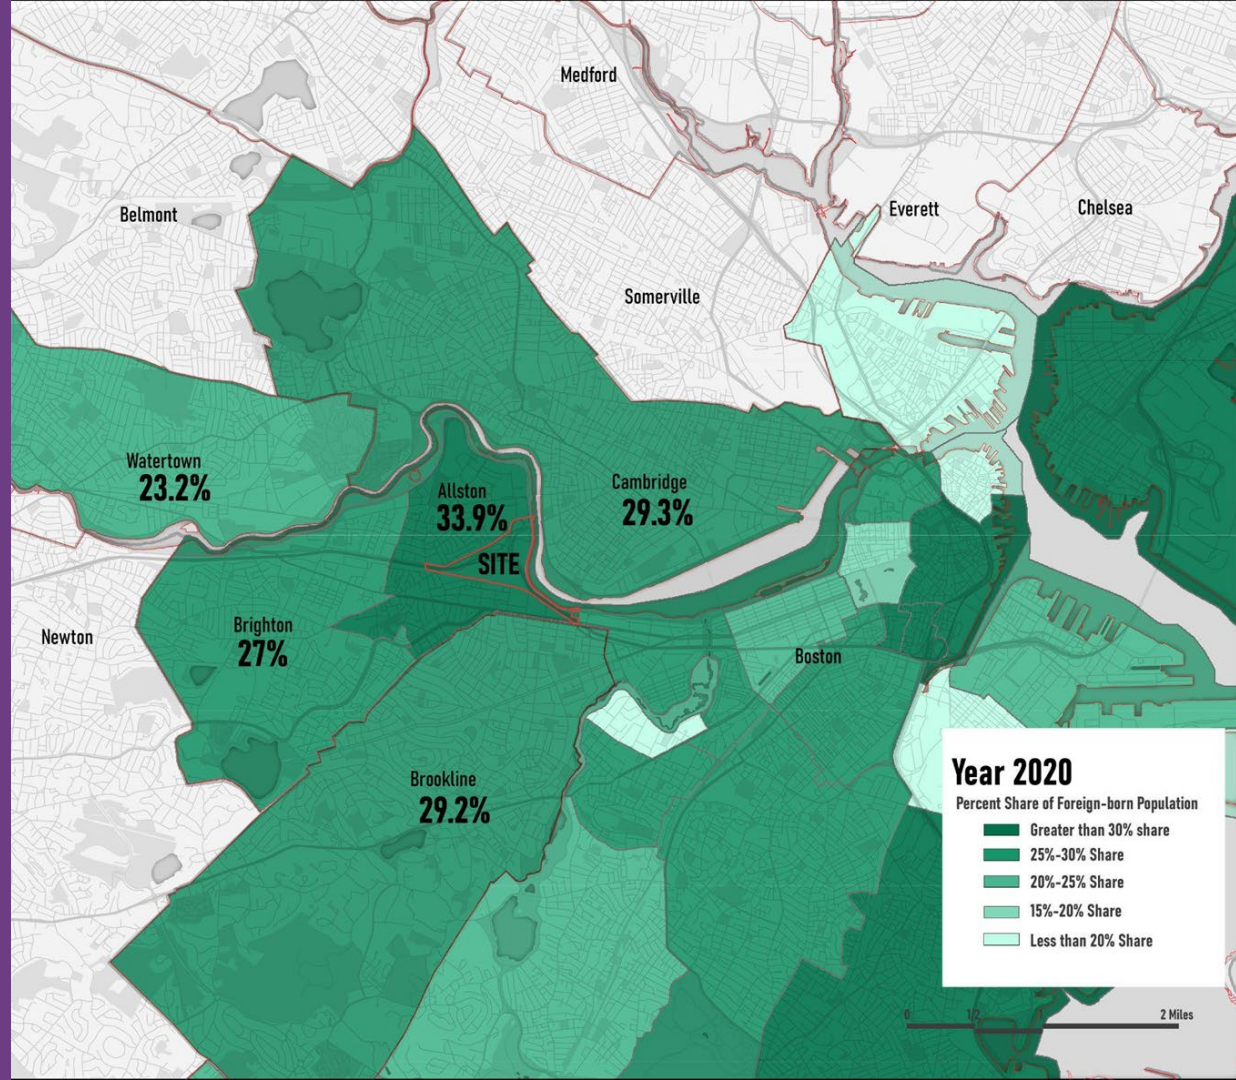 Medford
Belmont
Everett
Chelsea
Somerville
Watertown
23.2%
Allston
33.9%
Cambridge
29.3%
SITE
Newton
Brighton
27%
Boston
Brookline
29.2%
Year 2020
Percent Share of Foreign-born Population
Greater than 30% share
25%-30% Share
20%-25% Share
15%-20% Share
Less than 20% Share
0 1/2 1 2 Miles